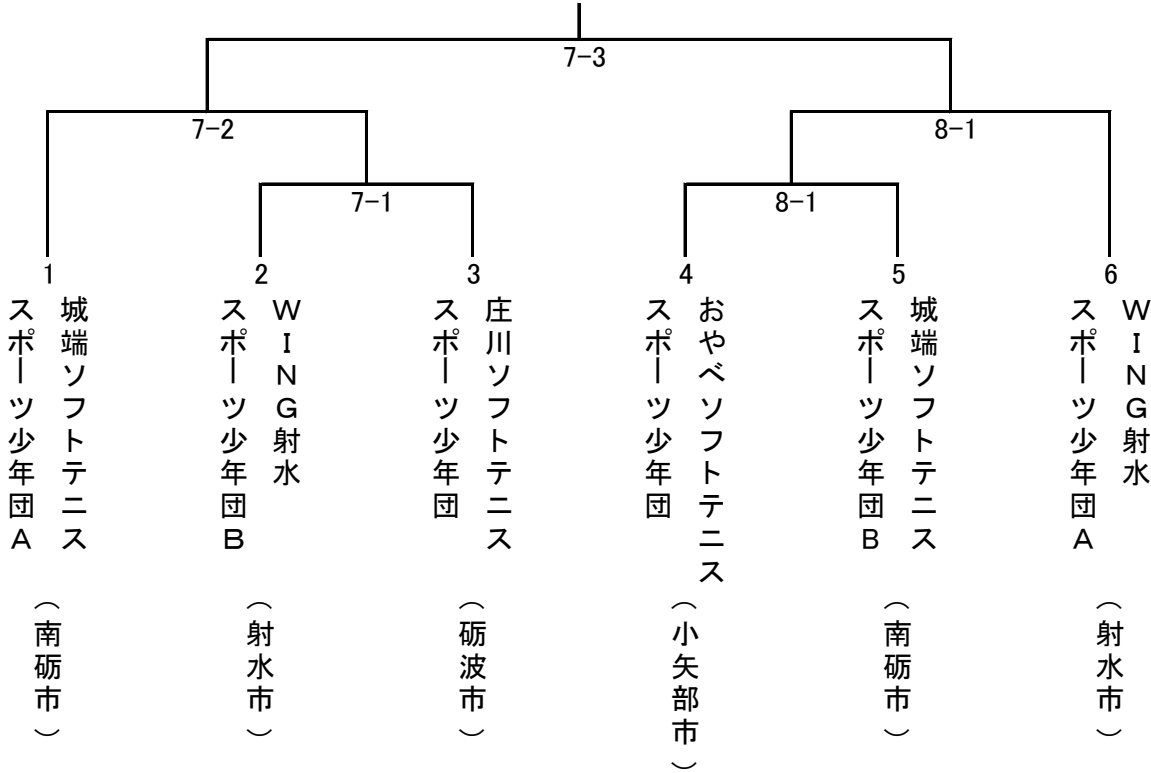 7-3
7-2
8-1
7-1
8-1
1
2
3
4
5
6
城端ソフトテニス
スポーツ少年団A
(南砺市)
WING射水
スポーツ少年団B
(射水市)
庄川ソフトテニス
スポーツ少年団
(砺波市)
おやべソフトテニス
スポーツ少年団
(小矢部市)
城端ソフトテニス
スポーツ少年団B
(南砺市)
WING射水
スポーツ少年団A
(射水市)